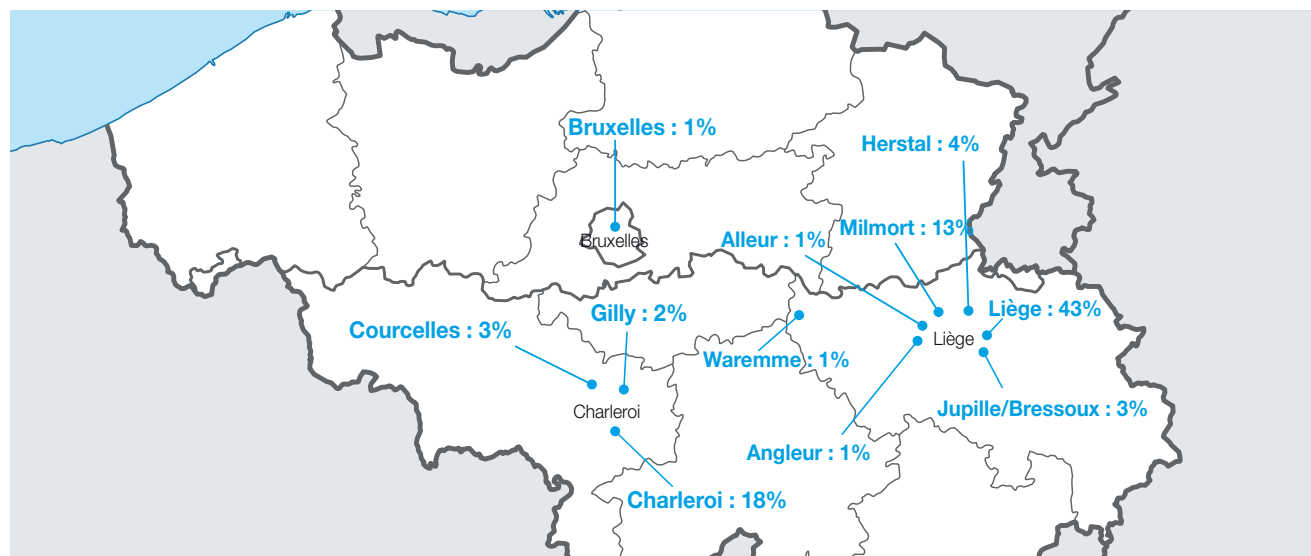 Bruxelles : 1%
Herstal : 4%
Milmort : 13%
Alleur : 1%
Bruxelles
Liège : 43%
Gilly : 2%
Courcelles : 3%
Liège
Waremme : 1%
Jupille/Bressoux : 3%
Charleroi
Angleur : 1%
Charleroi : 18%